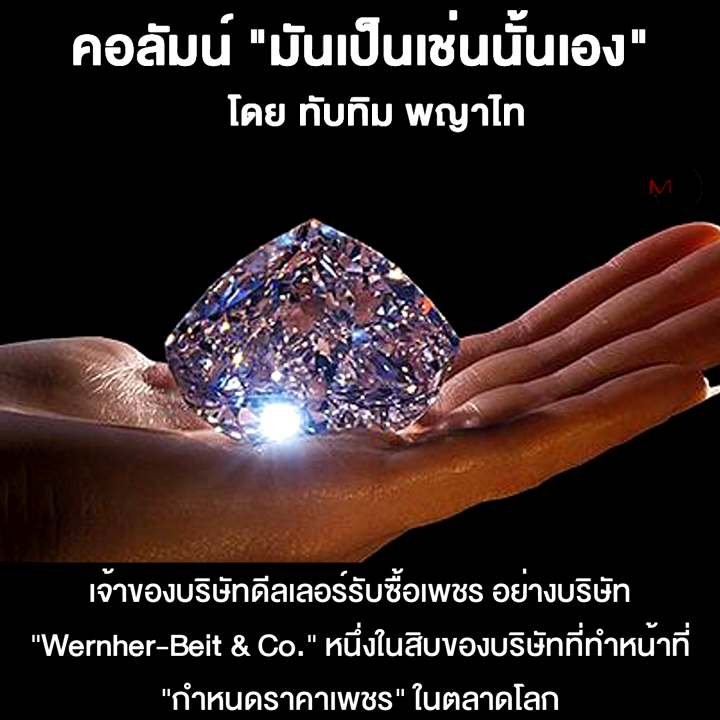 คอลัมน์ "มันเป็นเช่นนั้นเอง"
โดย ทับทิม พญาไท
M
เจ้าของบริษัทดีลเลอร์รับซื้อเพชร อย่างบริษัท
"Wernher-Beit & Co." หนึ่งในสิบของบริษัทที่ทำหน้าที่
"กำหนดราคาเพชร" ในตลาดโลก